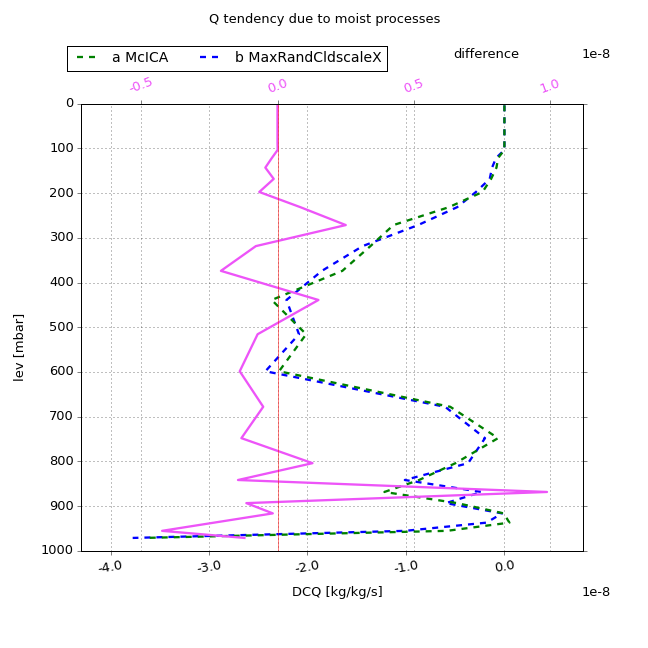 Q tendency due to moist processes
a McICA b MaxRandCldscaleX difference 1e-8
-0.5 0.0 0.5 1.0
0
100
200
300
400
500
600
700
800
900
1000
lev [mbar]
-4.0 -3.0 -2.0 -1.0 0.0
DCQ [kg/kg/s] 1e-8